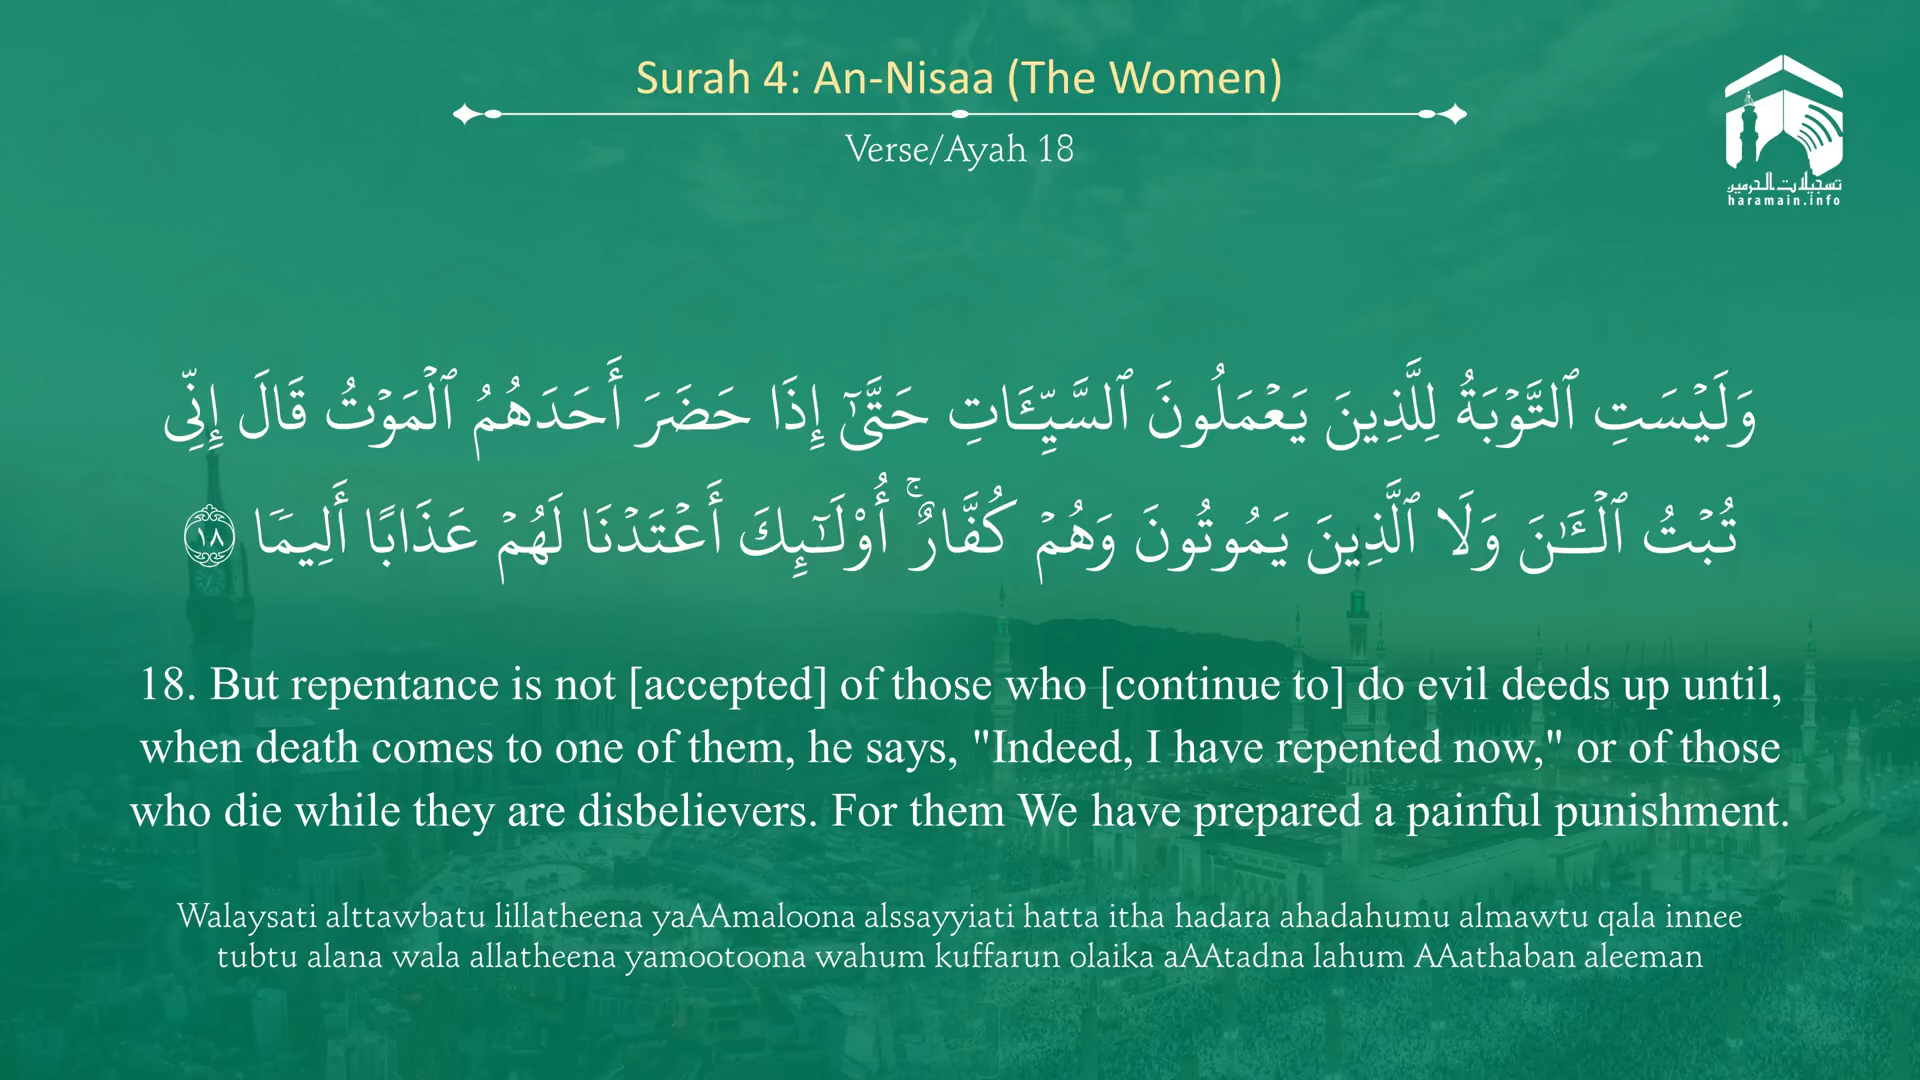 Surah 4: An-Nisaa (The Women)
Verse/Ayah 18
تسجيلات الحرمين
haramain.info
وَلَيْسَتِ ٱلتَّوْبَةُ لِلَّذِينَ يَعْمَلُونَ ٱلسَّيِّـَٔاتِ حَتَّىٰٓ إِذَا حَضَرَ أَحَدَهُمُ ٱلْمَوْتُ قَالَ إِنِّى
تُبْتُ ٱلْـَٰٔنَ وَلَا ٱلَّذِينَ يَمُوتُونَ وَهُمْ كُفَّارٌ ۚ أُو۟لَـٰٓئِكَ أَعْتَدْنَا لَهُمْ عَذَابًا أَلِيمًا ١٨
18. But repentance is not [accepted] of those who [continue to] do evil deeds up until,
when death comes to one of them, he says, "Indeed, I have repented now," or of those
who die while they are disbelievers. For them We have prepared a painful punishment.
Walaysati alttawbatu lillatheena yaAAmaloona alssayyiati hatta itha hadara ahadahumu almawtu qala innee
tubtu alana wala allatheena yamootoona wahum kuffarun olaika aAAtadna lahum AAathaban aleeman